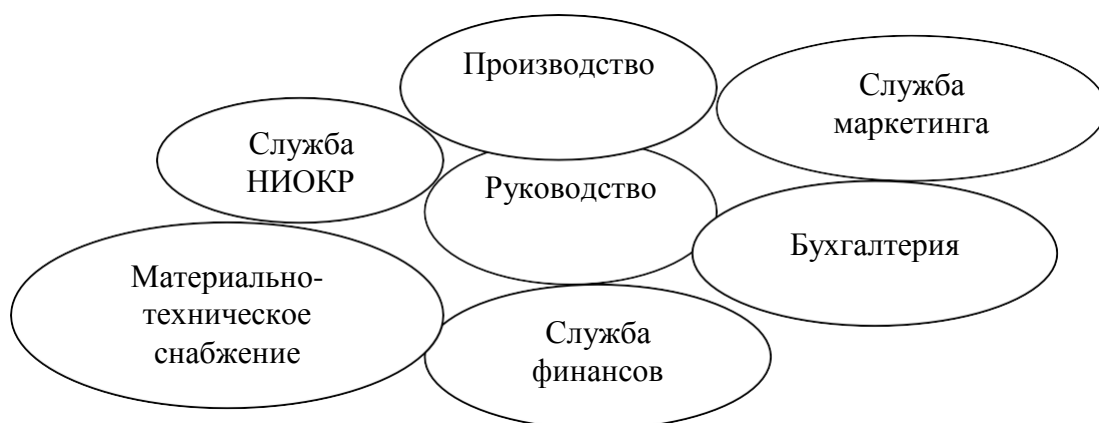 Производство
Служба
маркетинга
Служба
НИОКР
Руководство
Бухгалтерия
Материально-
техническое
снабжение
Служба
финансов